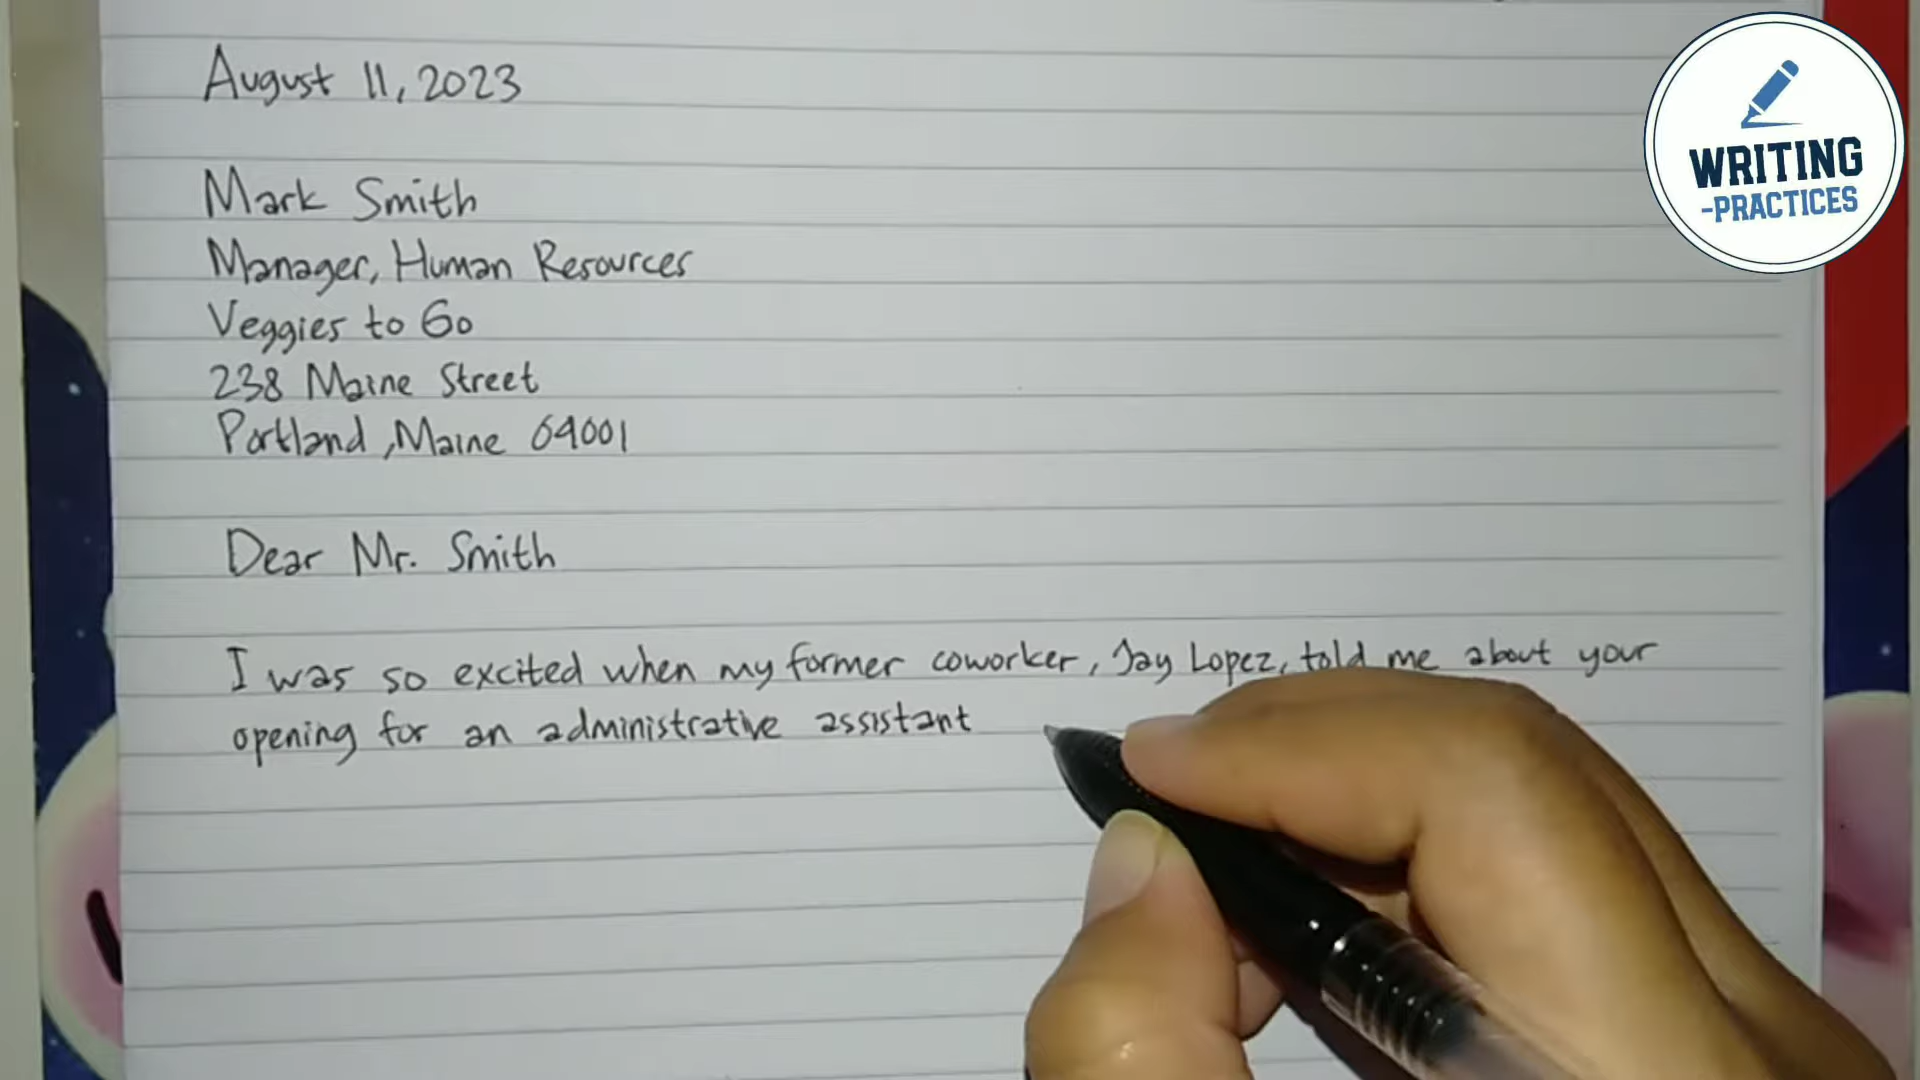 August 11, 2023
Mark Smith
Manager, Human Resources
Veggies to Go
238 Maine Street
Portland, Maine 04001
Dear Mr. Smith
I was so excited when my former coworker, Jay Lopez, told me about your
opening for an administrative assistant
WRITING
-PRACTICES